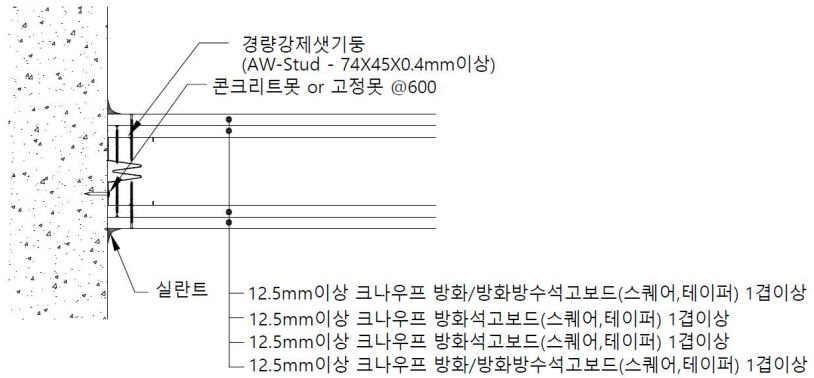 경량강제샛기둥
(AW-Stud - 74X45X0.4mm이상)
콘크리트못 or 고정못 @600
실란트
12.5mm이상 크나우프 방화/방화방수석고보드(스퀘어,테이퍼) 1겹이상
12.5mm이상 크나우프 방화석고보드(스퀘어,테이퍼) 1겹이상
12.5mm이상 크나우프 방화석고보드(스퀘어,테이퍼) 1겹이상
12.5mm이상 크나우프 방화/방화방수석고보드(스퀘어,테이퍼) 1겹이상